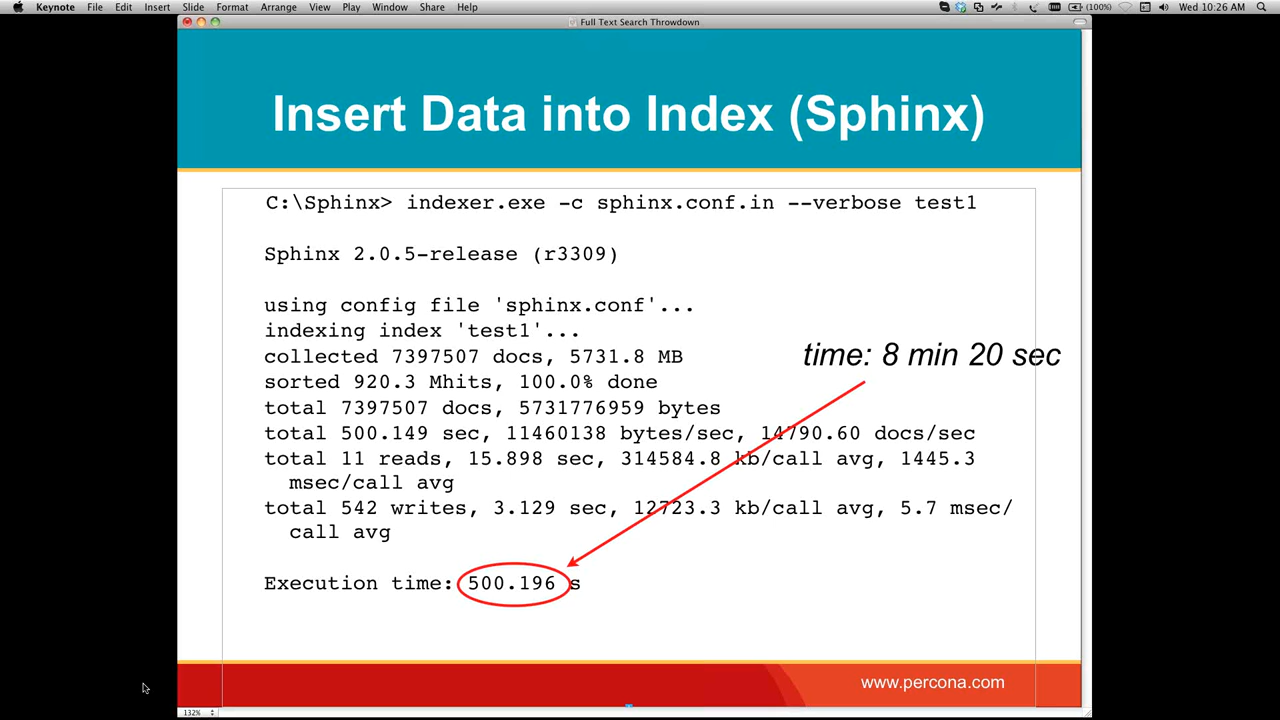 Keynote File Edit Insert Slide Format Arrange View Play Window Share Help (100%) Wed 10:26 AM
Full Text Search Throwdown
Insert Data into Index (Sphinx)
C:\Sphinx> indexer.exe -c sphinx.conf.in --verbose test1
Sphinx 2.0.5-release (r3309)
using config file 'sphinx.conf'...
indexing index 'test1'...
collected 7397507 docs, 5731.8 MB
time: 8 min 20 sec
sorted 920.3 Mhits, 100.0% done
total 7397507 docs, 5731776959 bytes
total 500.149 sec, 11460138 bytes/sec, 14790.60 docs/sec
total 11 reads, 15.898 sec, 314584.8 kb/call avg, 1445.3
msec/call avg
total 542 writes, 3.129 sec, 12723.3 kb/call avg, 5.7 msec/
call avg
Execution time: 500.196 s
www.percona.com
132%